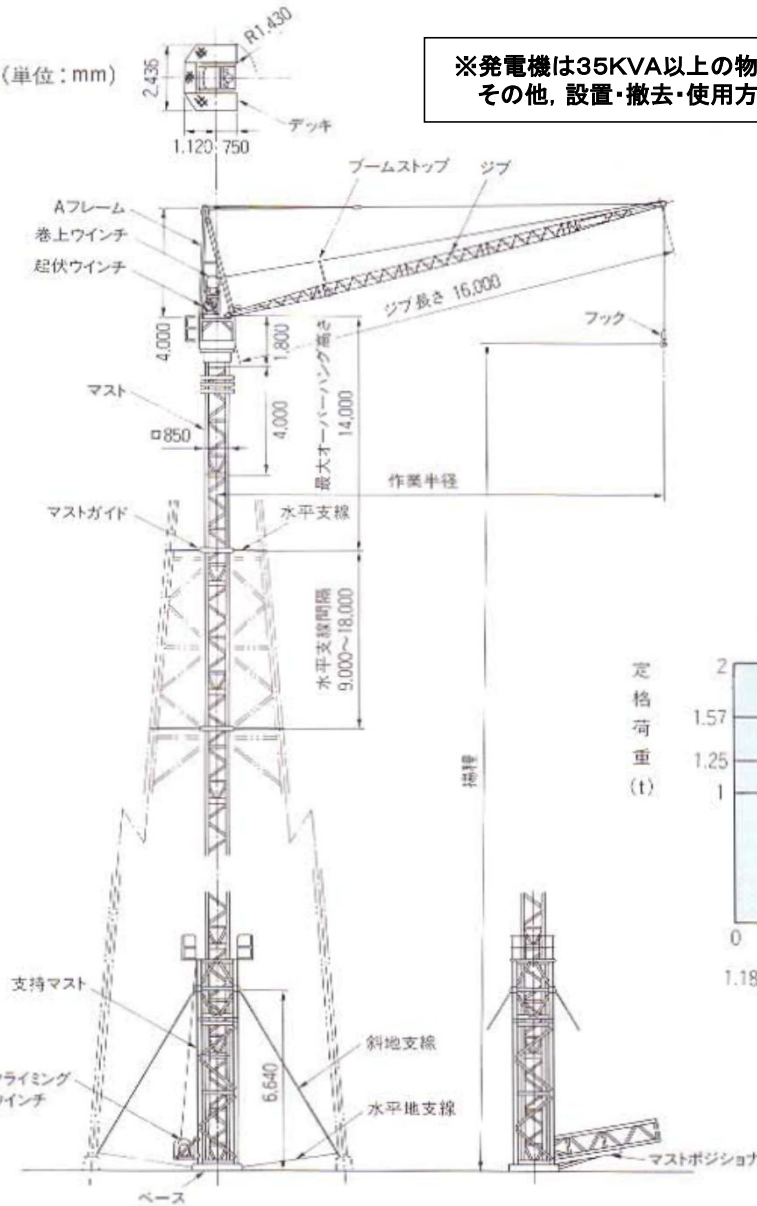 (単位:mm)
2,436
R1.430
デッキ
1.120 750
※発電機は35KVA以上の物
その他, 設置・撤去・使用方
ブームストップ
ジブ
Aフレーム
巻上ウインチ
起伏ウインチ
ジブ長さ 16,000
フック
4,000
1,800
最大オーバーハング高さ
14,000
マスト
4,000
□850
作業半径
マストガイド
水平支線
水平支線間隔
9.000〜18,000
定格荷重(t)
2
1.57
1.25
1
0
1.18
揚程
支持マスト
斜地支線
6,640
ライミング
ウインチ
水平地支線
マストポジショナ
ベース